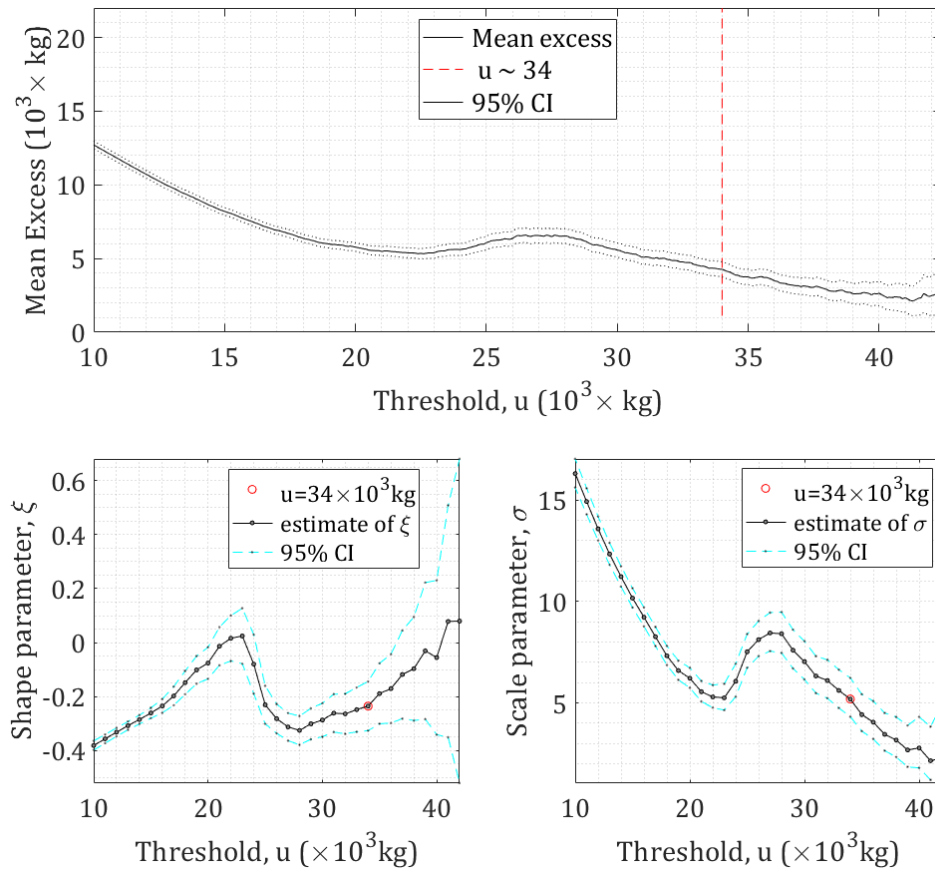 Mean Excess (10³× kg)
20
15
10
5
0
Mean excess
u ~ 34
95% CI
10
15
20
25
30
35
40
Threshold, u (10³× kg)
Shape parameter, ξ
0.6
0.4
0.2
0
-0.2
-0.4
u=34×10³kg
estimate of ξ
95% CI
10
20
30
40
Threshold, u (×10³kg)
Scale parameter, σ
15
10
5
u=34×10³kg
estimate of σ
95% CI
10
20
30
40
Threshold, u (×10³kg)